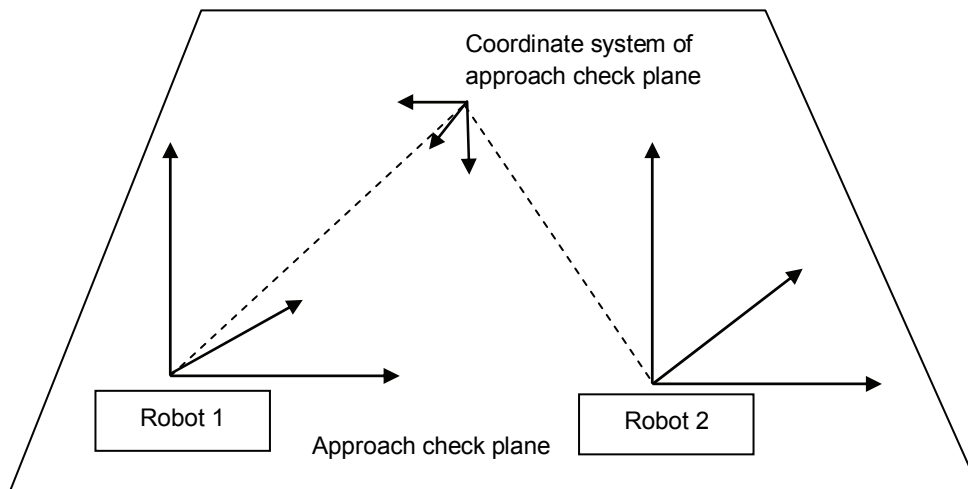 Coordinate system of
approach check plane
Robot 1
Robot 2
Approach check plane